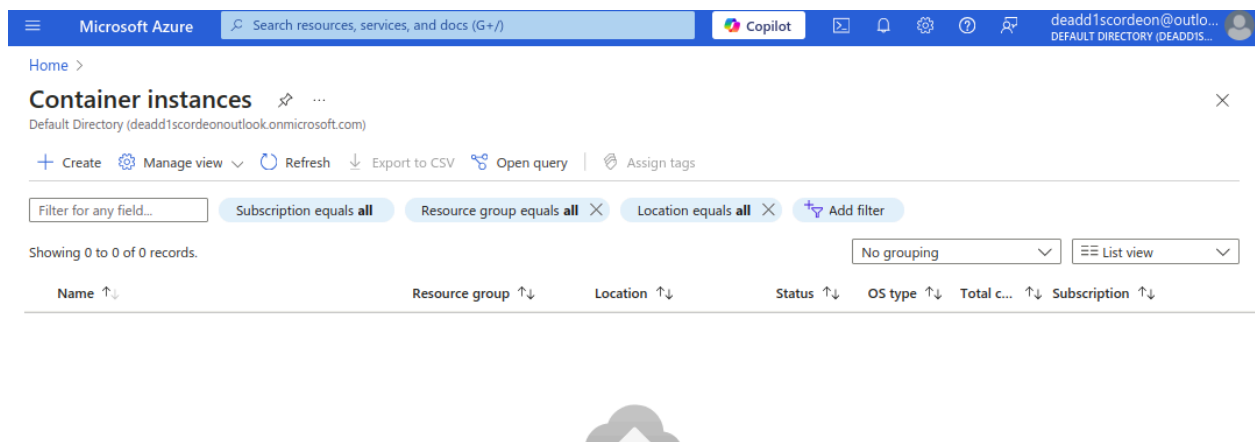 Microsoft Azure
Search resources, services, and docs (G+/)
Copilot
deadd1scordeon@outlo...
DEFAULT DIRECTORY (DEADD1S...
Home >
Container instances ...
Default Directory (deadd1scordeonoutlook.onmicrosoft.com)
Create Manage view Refresh Export to CSV Open query Assign tags
Filter for any field... Subscription equals all Resource group equals all Location equals all Add filter
Showing 0 to 0 of 0 records. No grouping List view
Name Resource group Location Status OS type Total c... Subscription